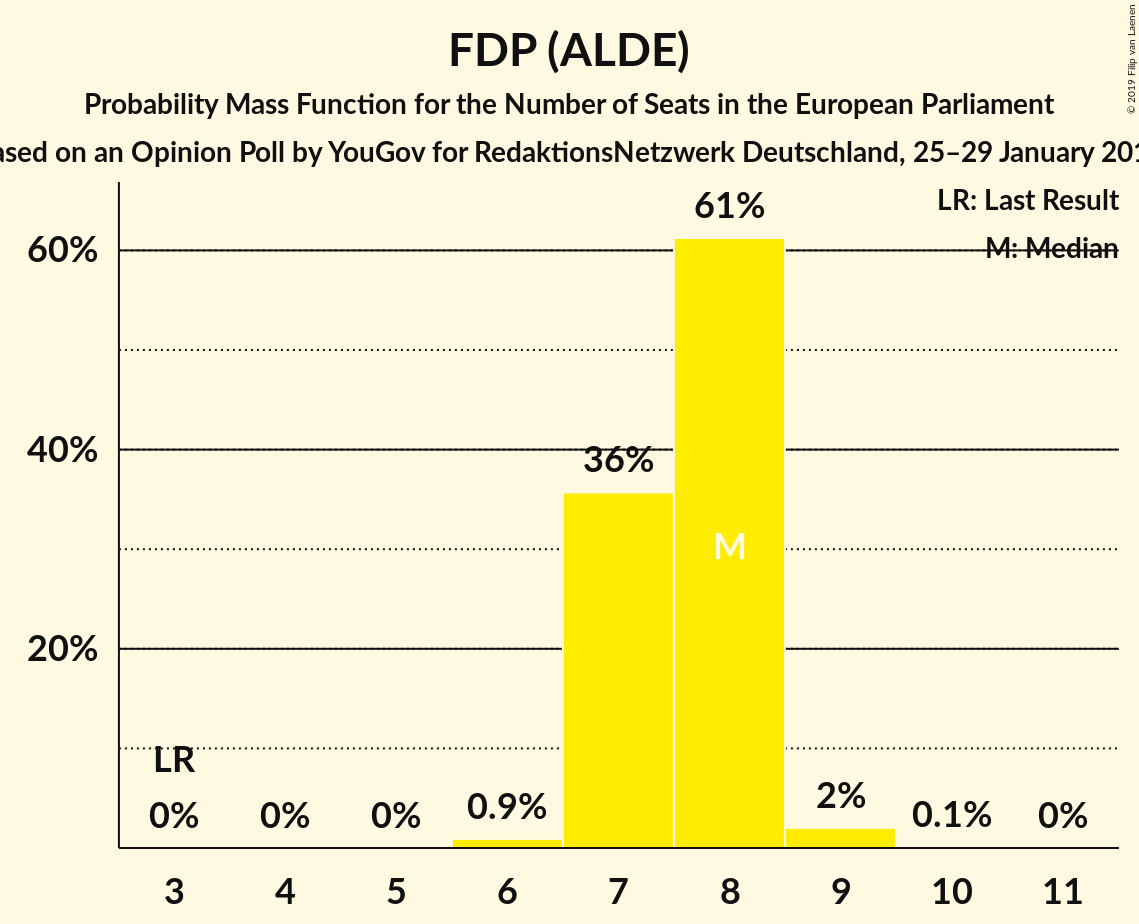 FDP (ALDE)
Probability Mass Function for the Number of Seats in the European Parliament
on an Opinion Poll by YouGov for RedaktionsNetzwerk Deutschland, 25–29 January
© 2019 Filip van Laenen
LR: Last Result
M: Median
61%
60%
36%
40%
M
20%
LR
0% 0% 0% 0.9% 2% 0.1% 0%
3 4 5 6 7 8 9 10 11